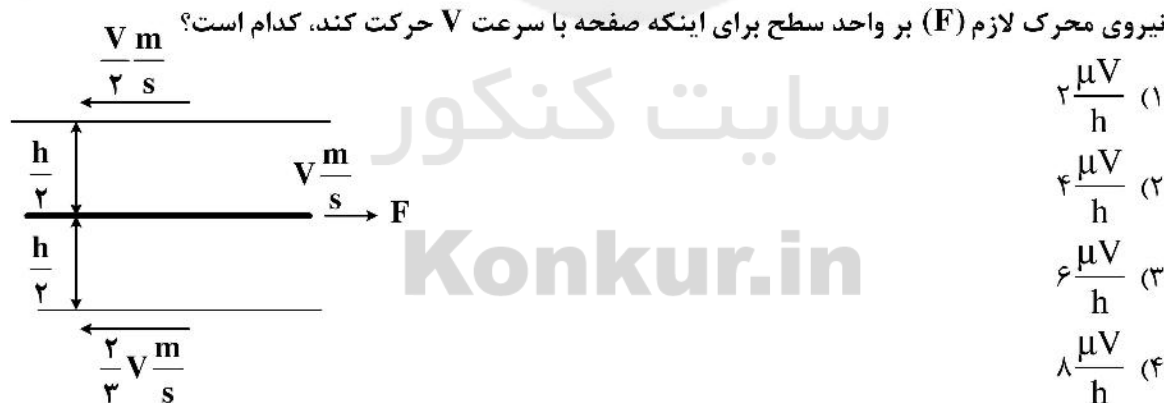 نیروی محرک لازم (F) بر واحد سطح برای اینکه صفحه با سرعت V حرکت کند، کدام است؟
V/۲ m/s
h/۲
V m/s
F
h/۲
۲/۳ V m/s
۱) ۲ μV/h
۲) ۴ μV/h
۳) ۶ μV/h
۴) ۸ μV/h
سایت کنکور
Konkur.in